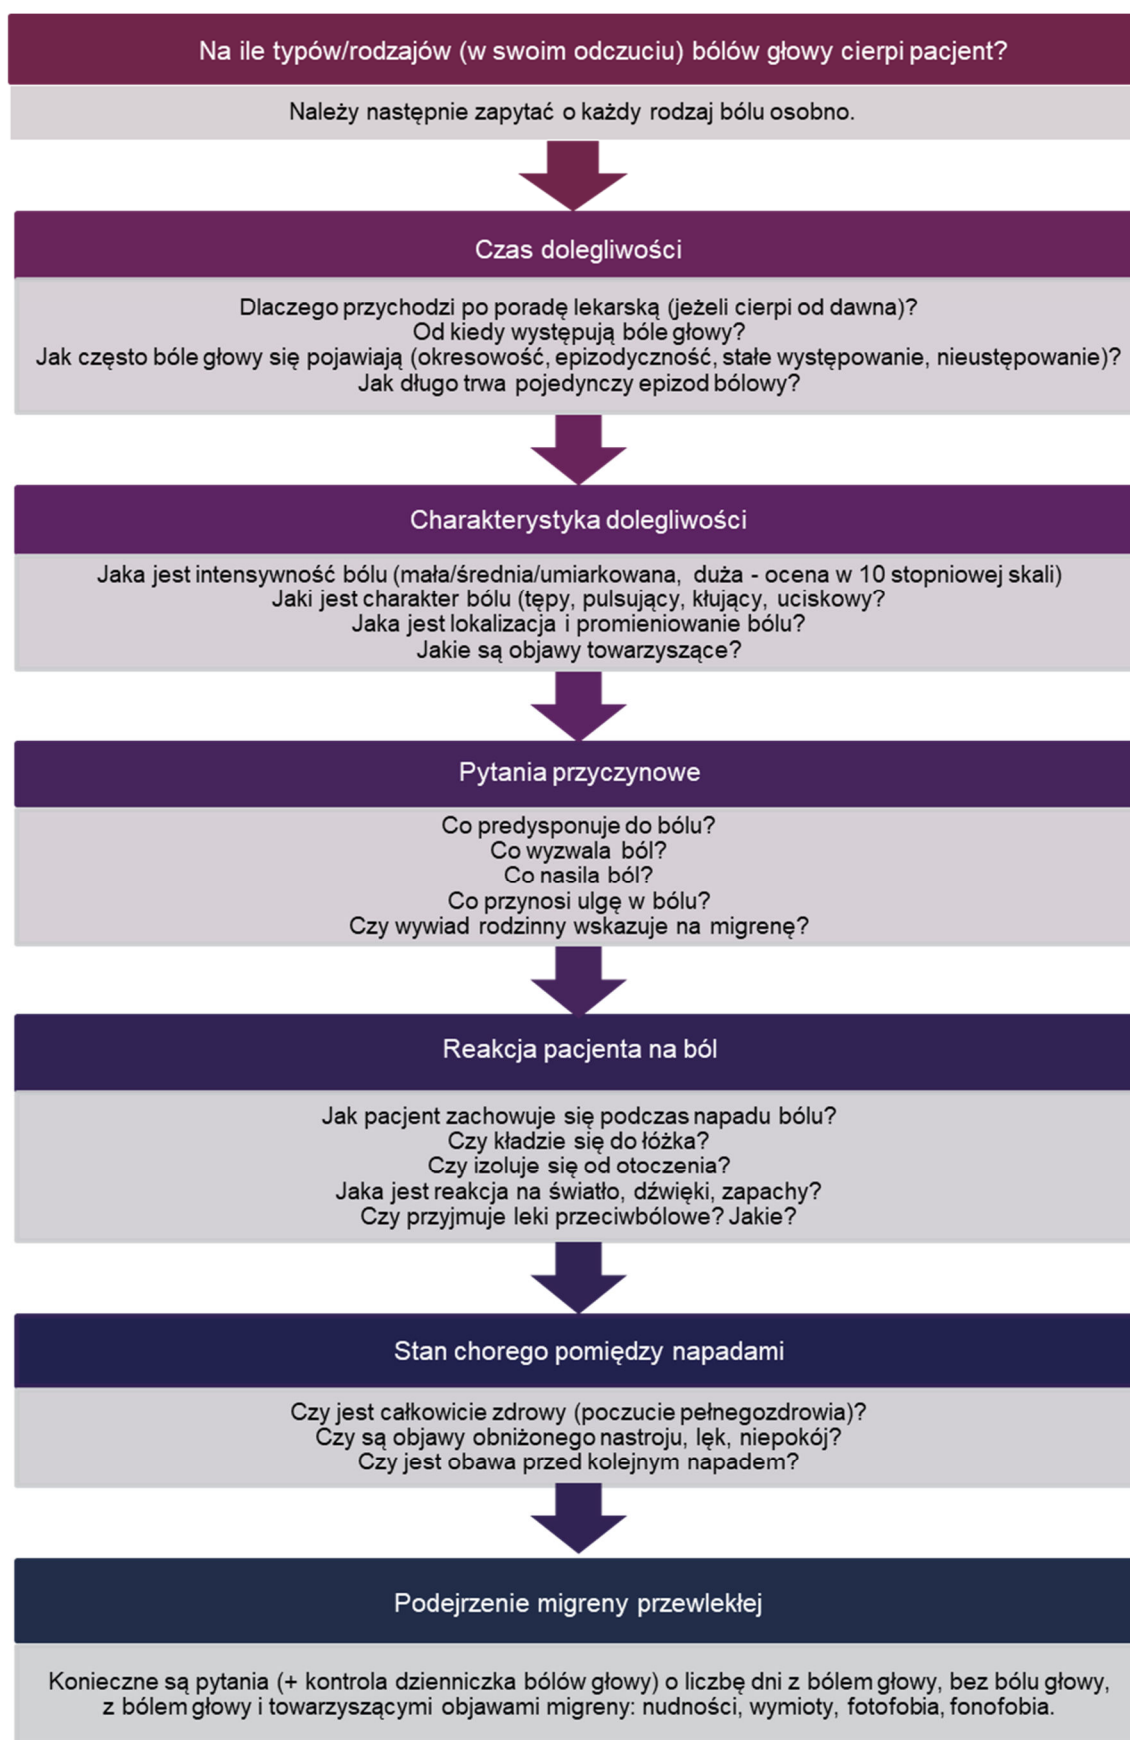 Na ile typów/rodzajów (w swoim odczuciu) bólów głowy cierpi pacjent?
Należy następnie zapytać o każdy rodzaj bólu osobno.
Czas dolegliwości
Dlaczego przychodzi po poradę lekarską (jeżeli cierpi od dawna)?
Od kiedy występują bóle głowy?
Jak często bóle głowy się pojawiają (okresowość, epizodyczność, stałe występowanie, nieustępowanie)?
Jak długo trwa pojedynczy epizod bólowy?
Charakterystyka dolegliwości
Jaka jest intensywność bólu (mała/średnia/umiarkowana, duża - ocena w 10 stopniowej skali)
Jaki jest charakter bólu (tępy, pulsujący, kłujący, uciskowy?
Jaka jest lokalizacja i promieniowanie bólu?
Jakie są objawy towarzyszące?
Pytania przyczynowe
Co predysponuje do bólu?
Co wyzwala ból?
Co nasila ból?
Co przynosi ulgę w bólu?
Czy wywiad rodzinny wskazuje na migrenę?
Reakcja pacjenta na ból
Jak pacjent zachowuje się podczas napadu bólu?
Czy kładzie się do łóżka?
Czy izoluje się od otoczenia?
Jaka jest reakcja na światło, dźwięki, zapachy?
Czy przyjmuje leki przeciwbólowe? Jakie?
Stan chorego pomiędzy napadami
Czy jest całkowicie zdrowy (poczucie pełnegozdrowia)?
Czy są objawy obniżonego nastroju, lęk, niepokój?
Czy jest obawa przed kolejnym napadem?
Podejrzenie migreny przewlekłej
Konieczne są pytania (+ kontrola dzienniczka bólów głowy) o liczbę dni z bólem głowy, bez bólu głowy,
z bólem głowy i towarzyszącymi objawami migreny: nudności, wymioty, fotofobia, fonofobia.